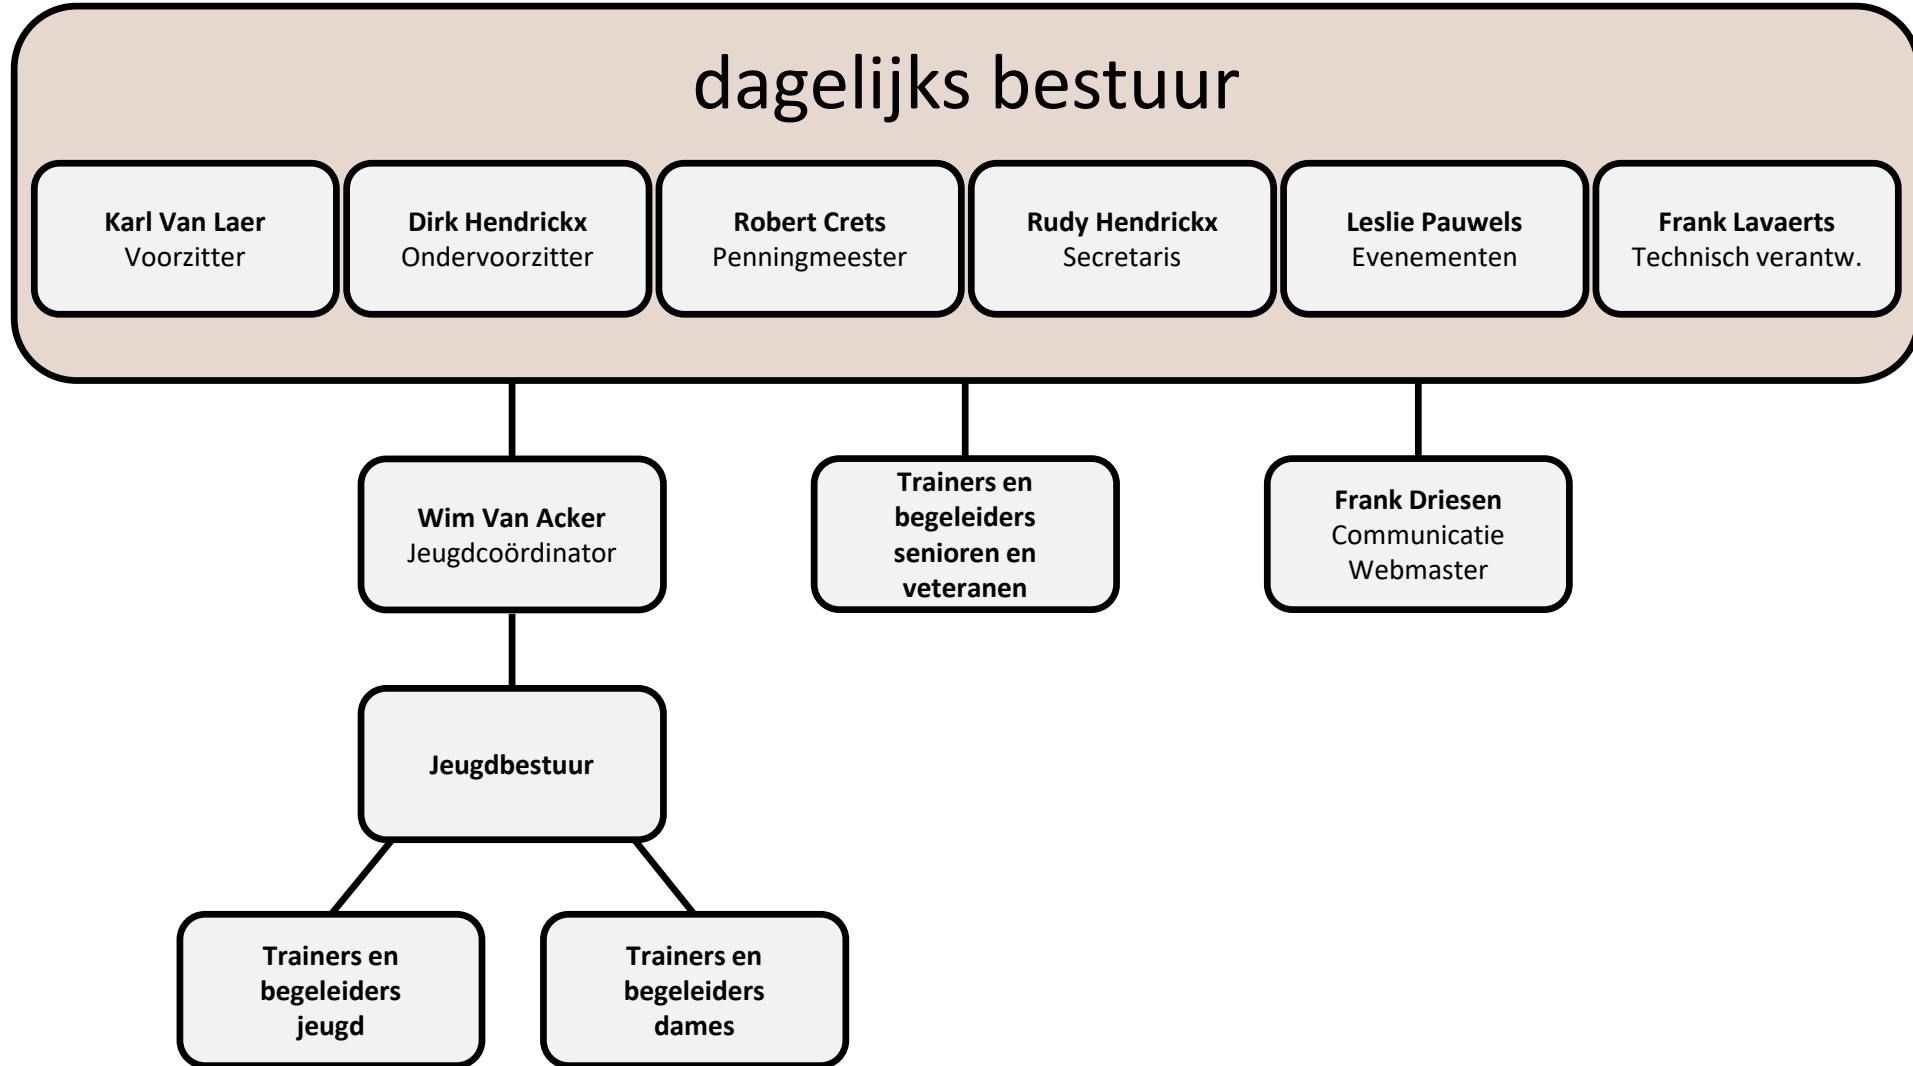 dagelijks bestuur
Karl Van Laer
Voorzitter
Dirk Hendrickx
Ondervoorzitter
Robert Crets
Penningmeester
Rudy Hendrickx
Secretaris
Leslie Pauwels
Evenementen
Frank Lavaerts
Technisch verantw.
Wim Van Acker
Jeugdcoördinator
Trainers en
begeleiders
senioren en
veteranen
Frank Driesen
Communicatie
Webmaster
Jeugdbestuur
Trainers en
begeleiders
jeugd
Trainers en
begeleiders
dames